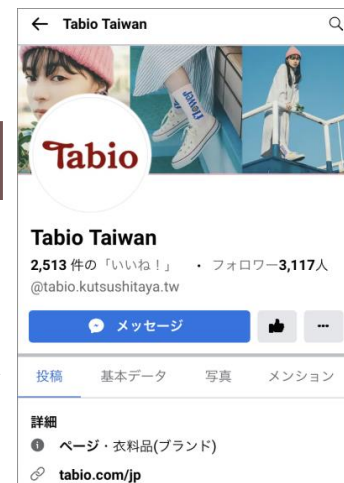 ← Tabio Taiwan
flower
Tabio
Tabio Taiwan
2,513 件の「いいね！」 ・ フォロワー3,117人
@tabio.kutsushitaya.tw
メッセージ
投稿 基本データ 写真 メンション
詳細
ページ・衣料品(ブランド)
tabio.com/jp